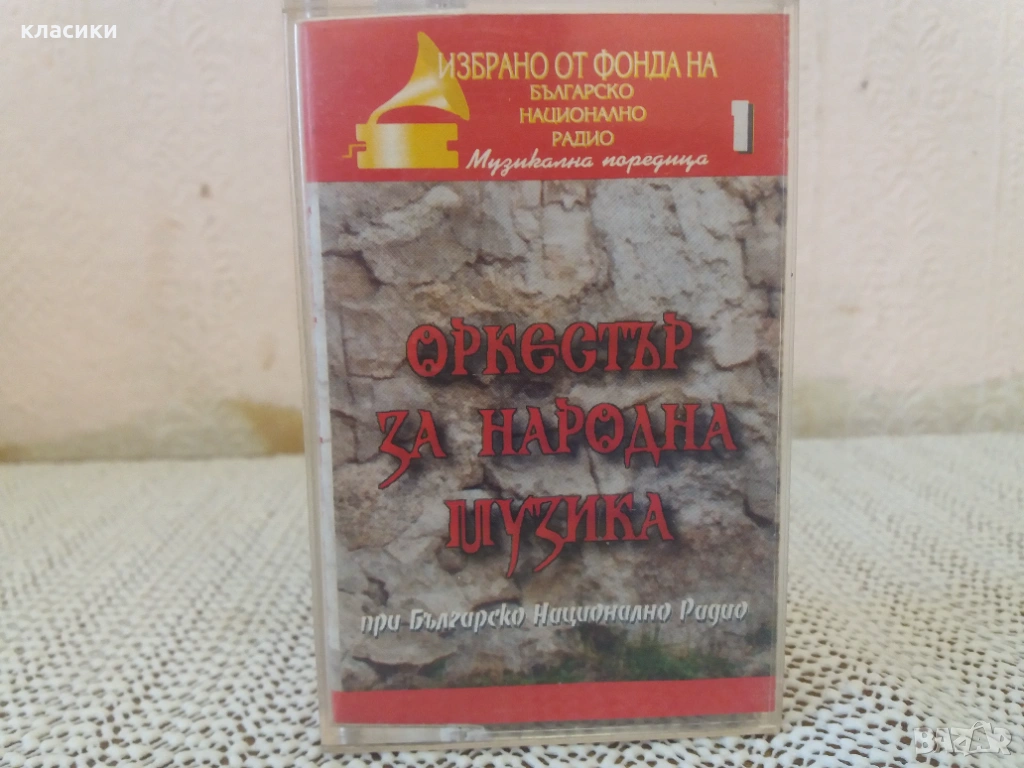 класики
ИЗБРАНО ОТ ФОНДА НА
БЪЛГАРСКО
НАЦИОНАЛНО
РАДИО
Музикална поредица
1
ОРКЕСТЪР
ЗА НАРОДНА
МУЗИКА
при Българско Национално Радио
BAZAR